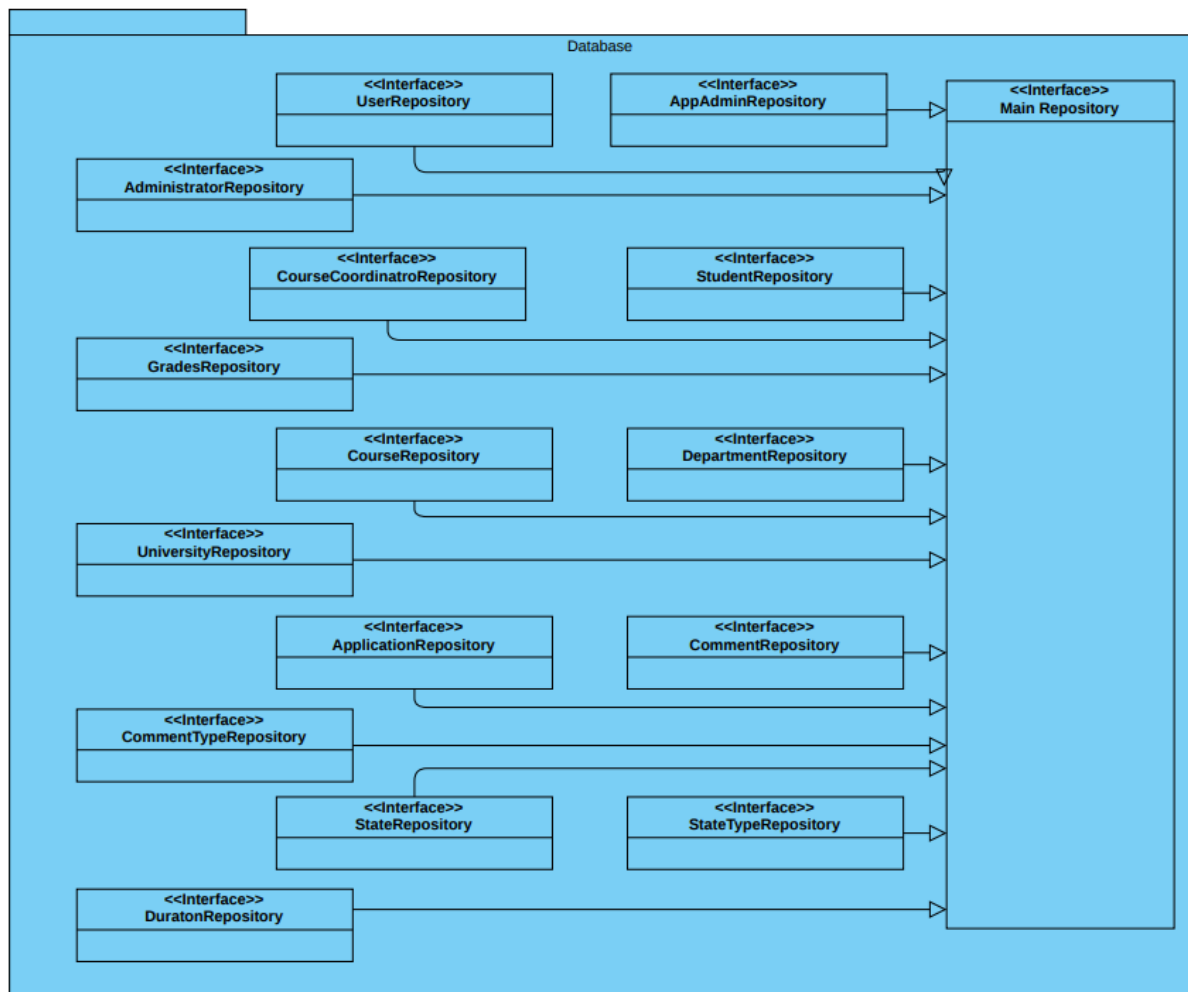 Database
<<Interface>>
UserRepository
<<Interface>>
AppAdminRepository
<<Interface>>
Main Repository
<<Interface>>
AdministratorRepository
<<Interface>>
CourseCoordinatroRepository
<<Interface>>
StudentRepository
<<Interface>>
GradesRepository
<<Interface>>
CourseRepository
<<Interface>>
DepartmentRepository
<<Interface>>
UniversityRepository
<<Interface>>
ApplicationRepository
<<Interface>>
CommentRepository
<<Interface>>
CommentTypeRepository
<<Interface>>
StateRepository
<<Interface>>
StateTypeRepository
<<Interface>>
DuratonRepository